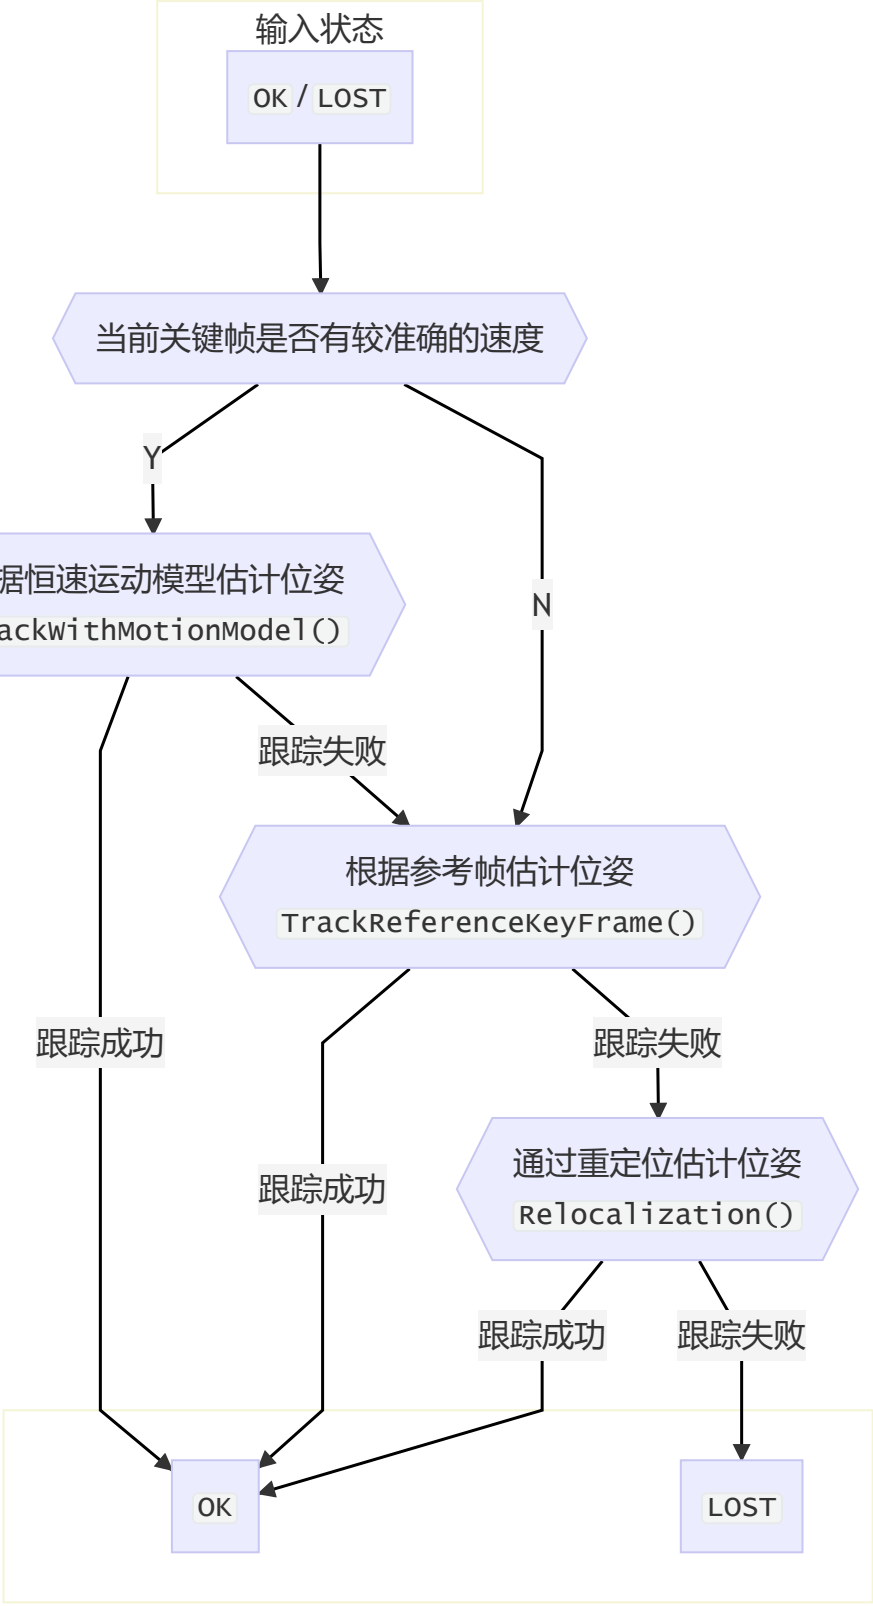 输入状态
OK / LOST
当前关键帧是否有较准确的速度
Y
N
据恒速运动模型估计位姿
ackWithMotionModel()
跟踪失败
根据参考帧估计位姿
TrackReferenceKeyFrame()
跟踪成功
跟踪失败
通过重定位估计位姿
Relocalization()
跟踪成功
跟踪成功
跟踪失败
OK
LOST